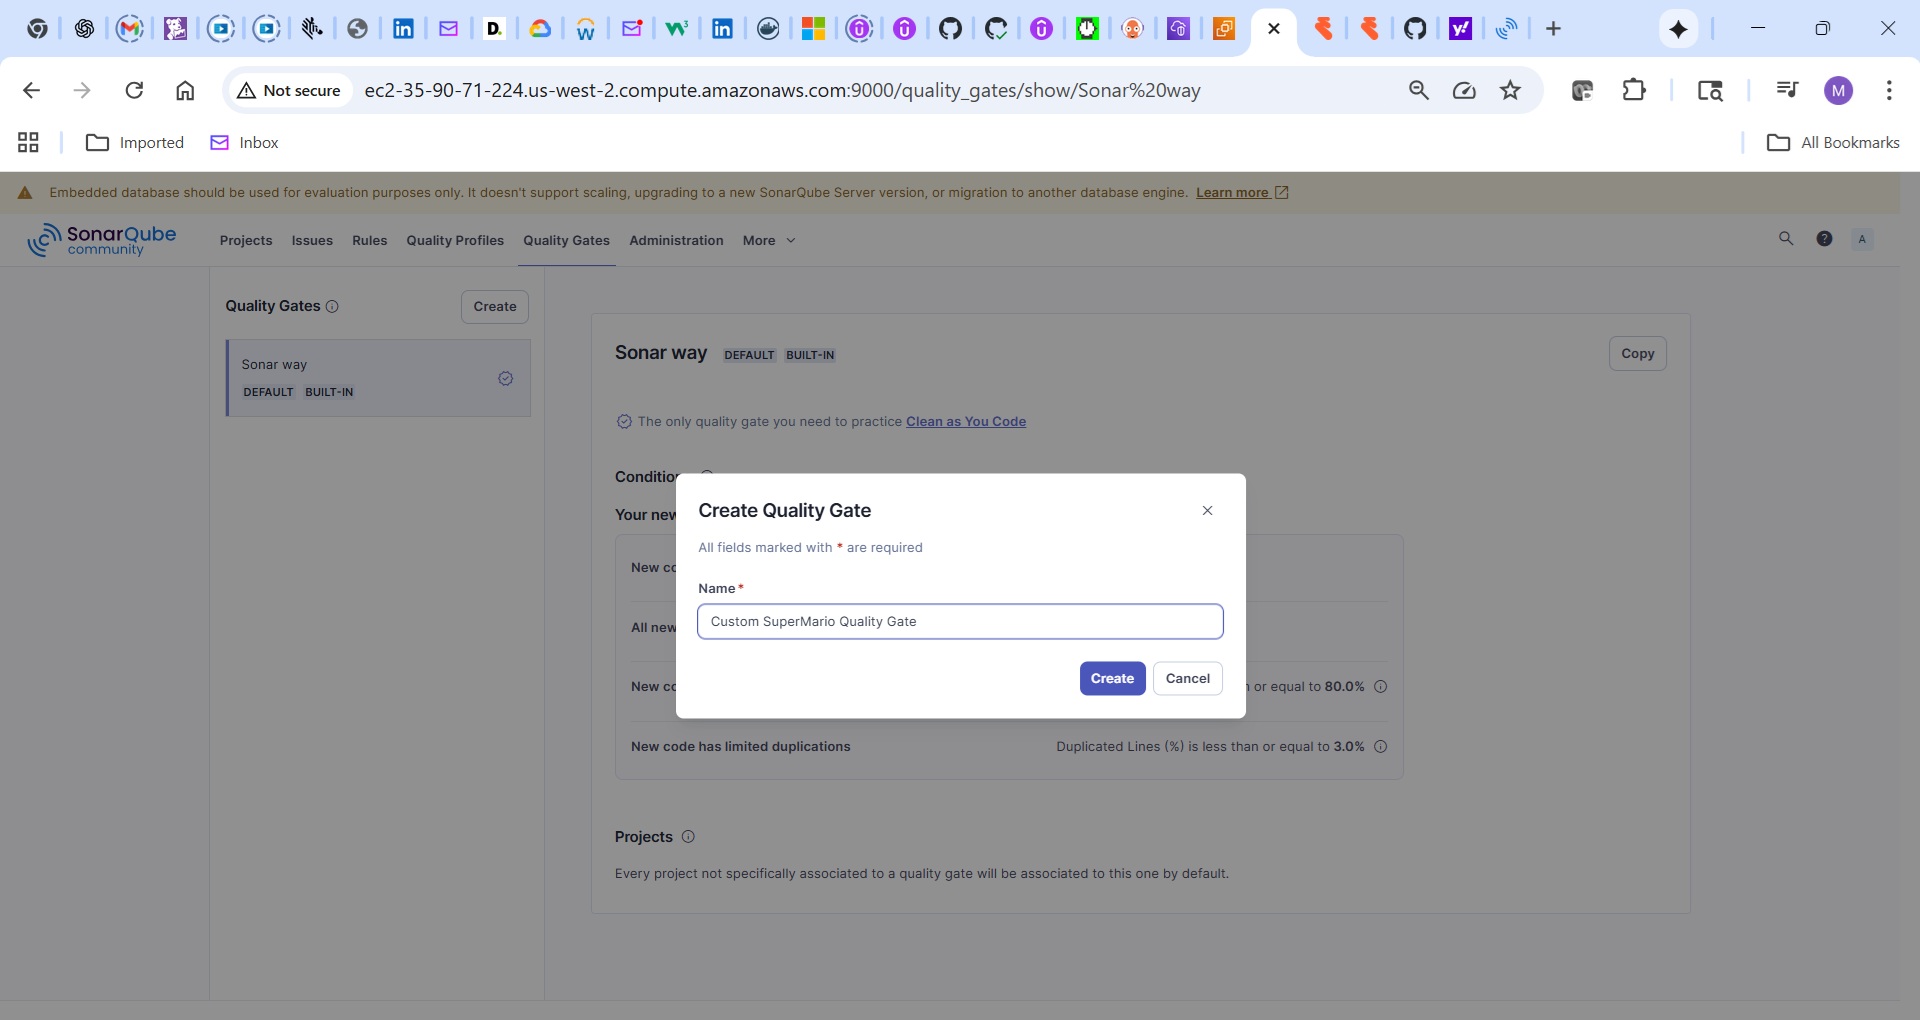 Not secure
ec2-35-90-71-224.us-west-2.compute.amazonaws.com:9000/quality_gates/show/Sonar%20way
M
Imported
Inbox
All Bookmarks
Embedded database should be used for evaluation purposes only. It doesn't support scaling, upgrading to a new SonarQube Server version, or migration to another database engine. Learn more
SonarQube
community
Projects
Issues
Rules
Quality Profiles
Quality Gates
Administration
More
A
Quality Gates
Create
Sonar way
DEFAULT BUILT-IN
Sonar way DEFAULT BUILT-IN
Copy
The only quality gate you need to practice Clean as You Code
Create Quality Gate
All fields marked with * are required
Name *
Custom SuperMario Quality Gate
Create
Cancel
Your new
All new
or equal to 80.0%
New code has limited duplications
Duplicated Lines (%) is less than or equal to 3.0%
Projects
Every project not specifically associated to a quality gate will be associated to this one by default.